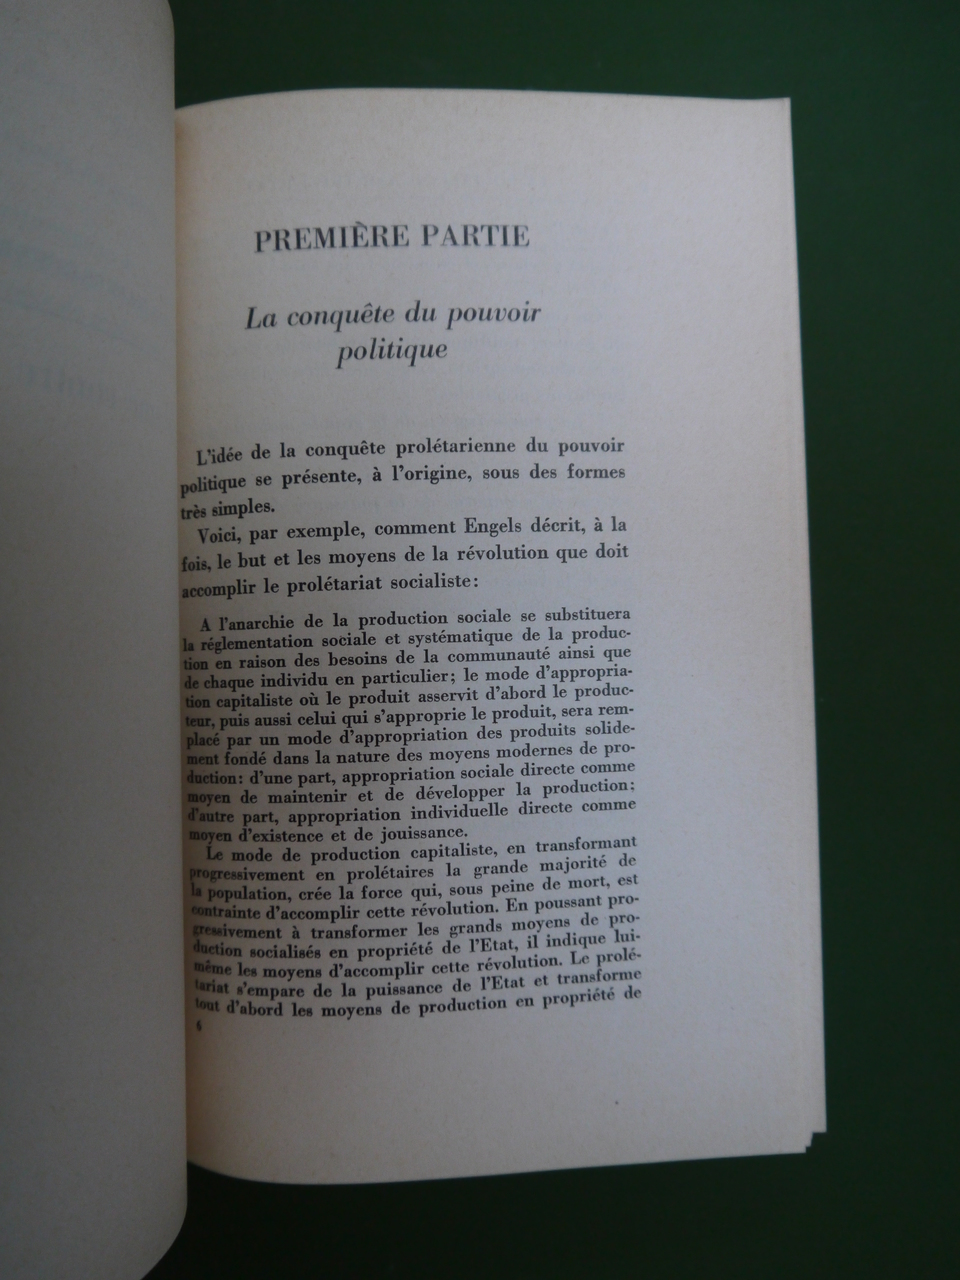 PREMIÈRE PARTIE
La conquête du pouvoir
politique
L'idée de la conquête prolétarienne du pouvoir
politique se présente, à l'origine, sous des formes
très simples.
Voici, par exemple, comment Engels décrit, à la
fois, le but et les moyens de la révolution que doit
accomplir le prolétariat socialiste :
A l'anarchie de la production sociale se substituera
la réglementation sociale et systématique de la produc-
tion en raison des besoins de la communauté ainsi que
de chaque individu en particulier ; le mode d'appropria-
tion capitaliste où le produit asservit d'abord le produc-
teur, puis aussi celui qui s'approprie le produit, sera rem-
placé par un mode d'appropriation des produits solide-
ment fondé dans la nature des moyens modernes de pro-
duction : d'une part, appropriation sociale directe comme
moyen de maintenir et de développer la production ;
d'autre part, appropriation individuelle directe comme
moyen d'existence et de jouissance.
Le mode de production capitaliste, en transformant
progressivement en prolétaires la grande majorité de
la population, crée la force qui, sous peine de mort, est
contrainte d'accomplir cette révolution. En poussant pro-
gressivement à transformer les grands moyens de pro-
duction socialisés en propriété de l'Etat, il indique lui-
même les moyens d'accomplir cette révolution. Le prolé-
tariat s'empare de la puissance de l'Etat et transforme
tout d'abord les moyens de production en propriété de
6